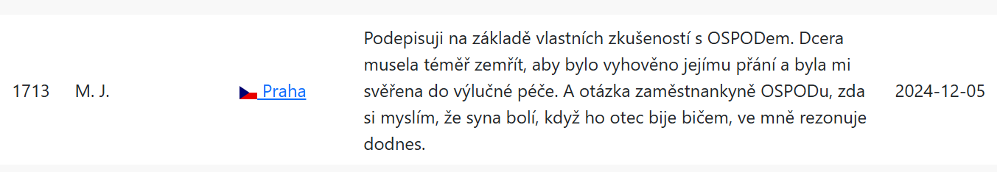 Podepisuji na základě vlastních zkušeností s OSPODem. Dcera
musela téměř zemřít, aby bylo vyhověno jejímu přání a byla mi
1713 M. J. Praha svěřena do výlučné péče. A otázka zaměstnankyně OSPODu, zda 2024-12-05
si myslím, že syna bolí, když ho otec bije bičem, ve mně rezonuje
dodnes.